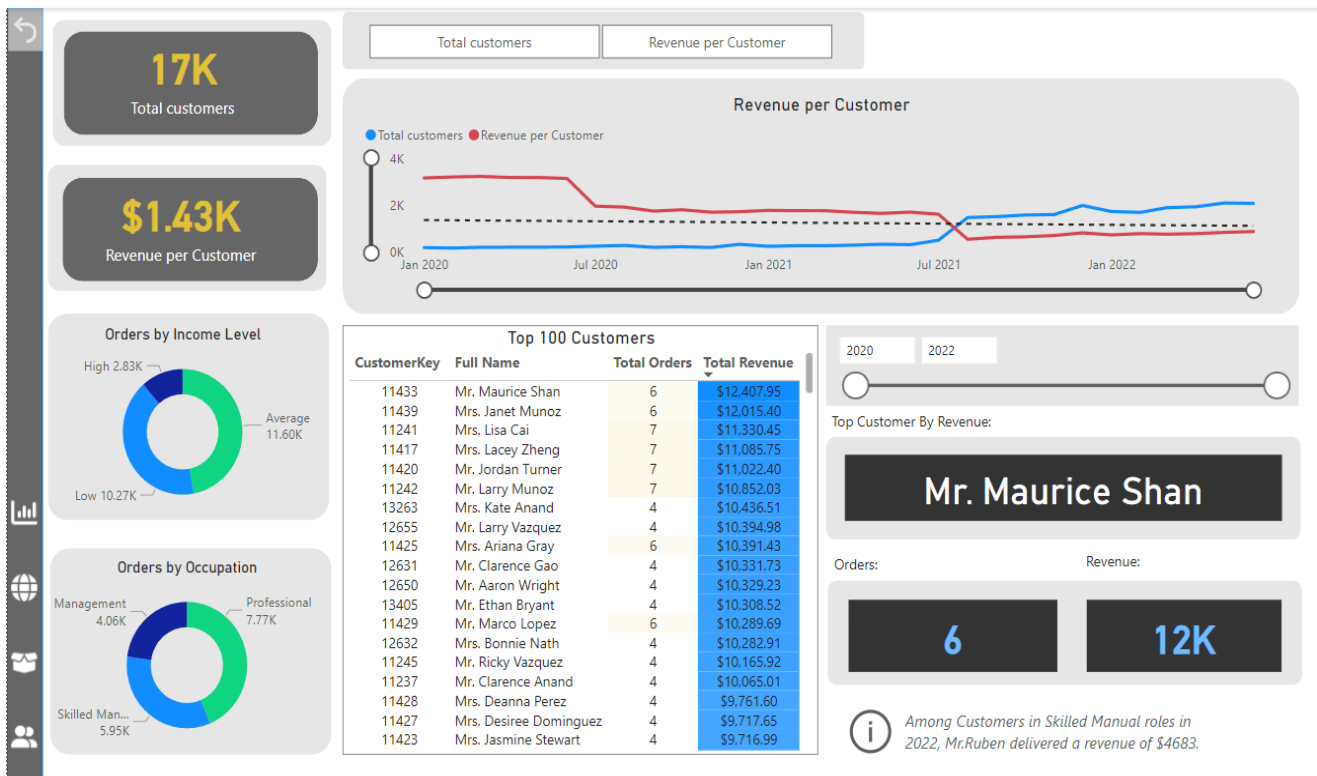 17K
Total customers
$1.43K
Revenue per Customer
Total customers
Revenue per Customer
Revenue per Customer
Total customers
Revenue per Customer
4K
2K
0K
Jan 2020
Jul 2020
Jan 2021
Jul 2021
Jan 2022
Orders by Income Level
High 2.83K
Average
11.60K
Low 10.27K
Orders by Occupation
Management
4.06K
Professional
7.77K
Skilled Man...
5.95K
Top 100 Customers
CustomerKey Full Name Total Orders Total Revenue
11433 Mr. Maurice Shan 6 $12,407.95
11439 Mrs. Janet Munoz 6 $12,015.40
11241 Mrs. Lisa Cai 7 $11,330.45
11417 Mrs. Lacey Zheng 7 $11,085.75
11420 Mr. Jordan Turner 7 $11,022.40
11242 Mr. Larry Munoz 7 $10,852.03
13263 Mrs. Kate Anand 4 $10,436.51
12655 Mr. Larry Vazquez 4 $10,394.98
11425 Mrs. Ariana Gray 6 $10,391.43
12631 Mr. Clarence Gao 4 $10,331.73
12650 Mr. Aaron Wright 4 $10,329.23
13405 Mr. Ethan Bryant 4 $10,308.52
11429 Mr. Marco Lopez 6 $10,289.69
12632 Mrs. Bonnie Nath 4 $10,282.91
11245 Mr. Ricky Vazquez 4 $10,165.92
11237 Mr. Clarence Anand 4 $10,065.01
11428 Mrs. Deanna Perez 4 $9,761.60
11427 Mrs. Desiree Dominguez 4 $9,717.65
11423 Mrs. Jasmine Stewart 4 $9,716.99
2020
2022
Top Customer By Revenue:
Mr. Maurice Shan
Orders:
Revenue:
6
12K
Among Customers in Skilled Manual roles in
2022, Mr.Ruben delivered a revenue of $4683.